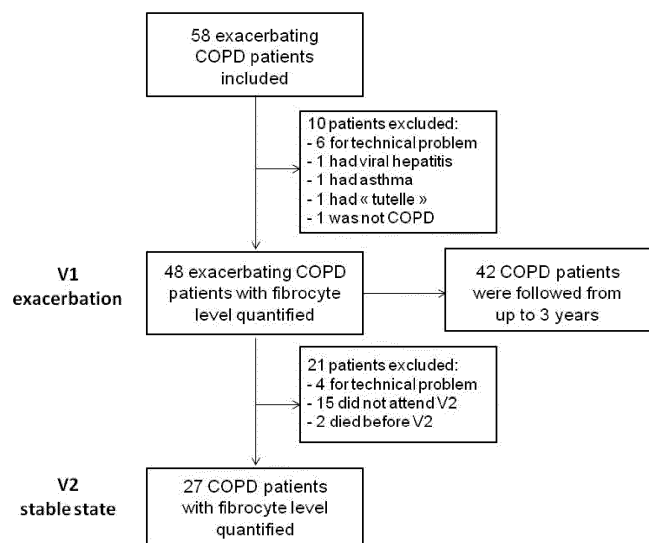 58 exacerbating
COPD patients
included
10 patients excluded:
- 6 for technical problem
- 1 had viral hepatitis
- 1 had asthma
- 1 had « tutelle »
- 1 was not COPD
V1
exacerbation
48 exacerbating COPD
patients with fibrocyte
level quantified
42 COPD patients
were followed from
up to 3 years
21 patients excluded:
- 4 for technical problem
- 15 did not attend V2
- 2 died before V2
V2
stable state
27 COPD patients
with fibrocyte level
quantified